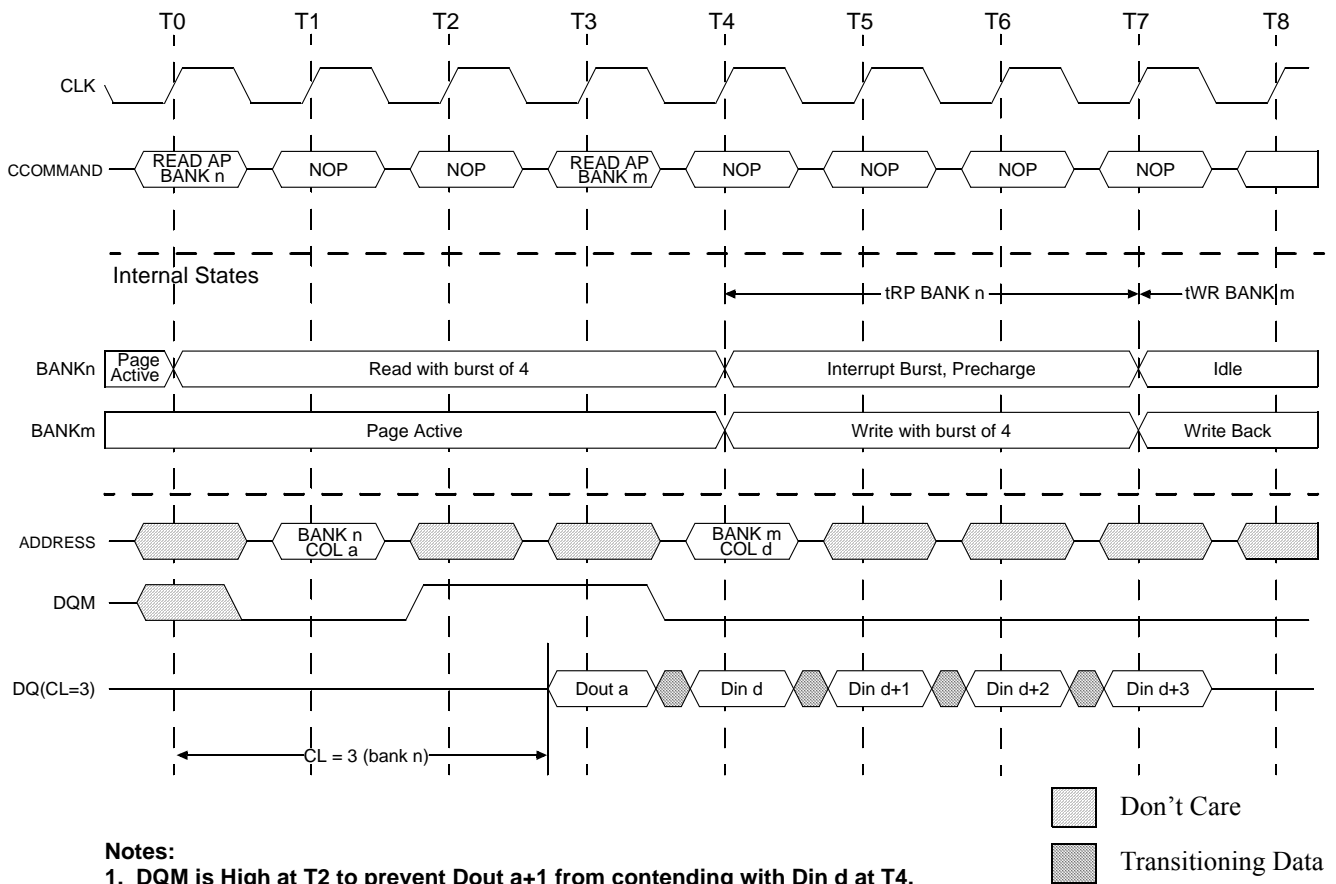 T0 T1 T2 T3 T4 T5 T6 T7 T8
CLK
CCOMMAND
READ AP
BANK n
NOP
NOP
READ AP
BANK m
NOP
NOP
NOP
NOP
Internal States
tRP BANK n
tWR BANK m
BANKn
Page
Active
Read with burst of 4
Interrupt Burst, Precharge
Idle
BANKm
Page Active
Write with burst of 4
Write Back
ADDRESS
BANK n
COL a
BANK m
COL d
DQM
DQ(CL=3)
Dout a
Din d
Din d+1
Din d+2
Din d+3
CL = 3 (bank n)
Don't Care
Transitioning Data
Notes:
1. DQM is High at T2 to prevent Dout a+1 from contending with Din d at T4.